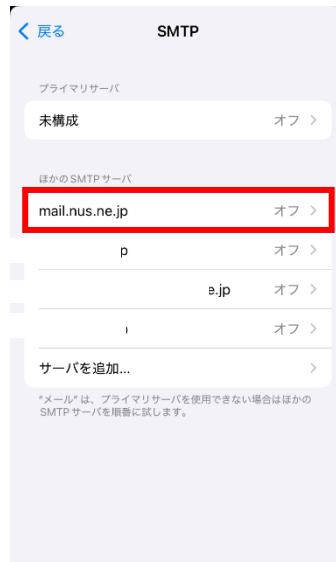 戻る SMTP
プライマリサーバ
未構成 オフ
ほかのSMTPサーバ
mail.nus.ne.jp オフ
p オフ
e.jp オフ
オフ
サーバを追加...
"メール"は、プライマリサーバを使用できない場合はほかの
SMTPサーバを順番に試します。